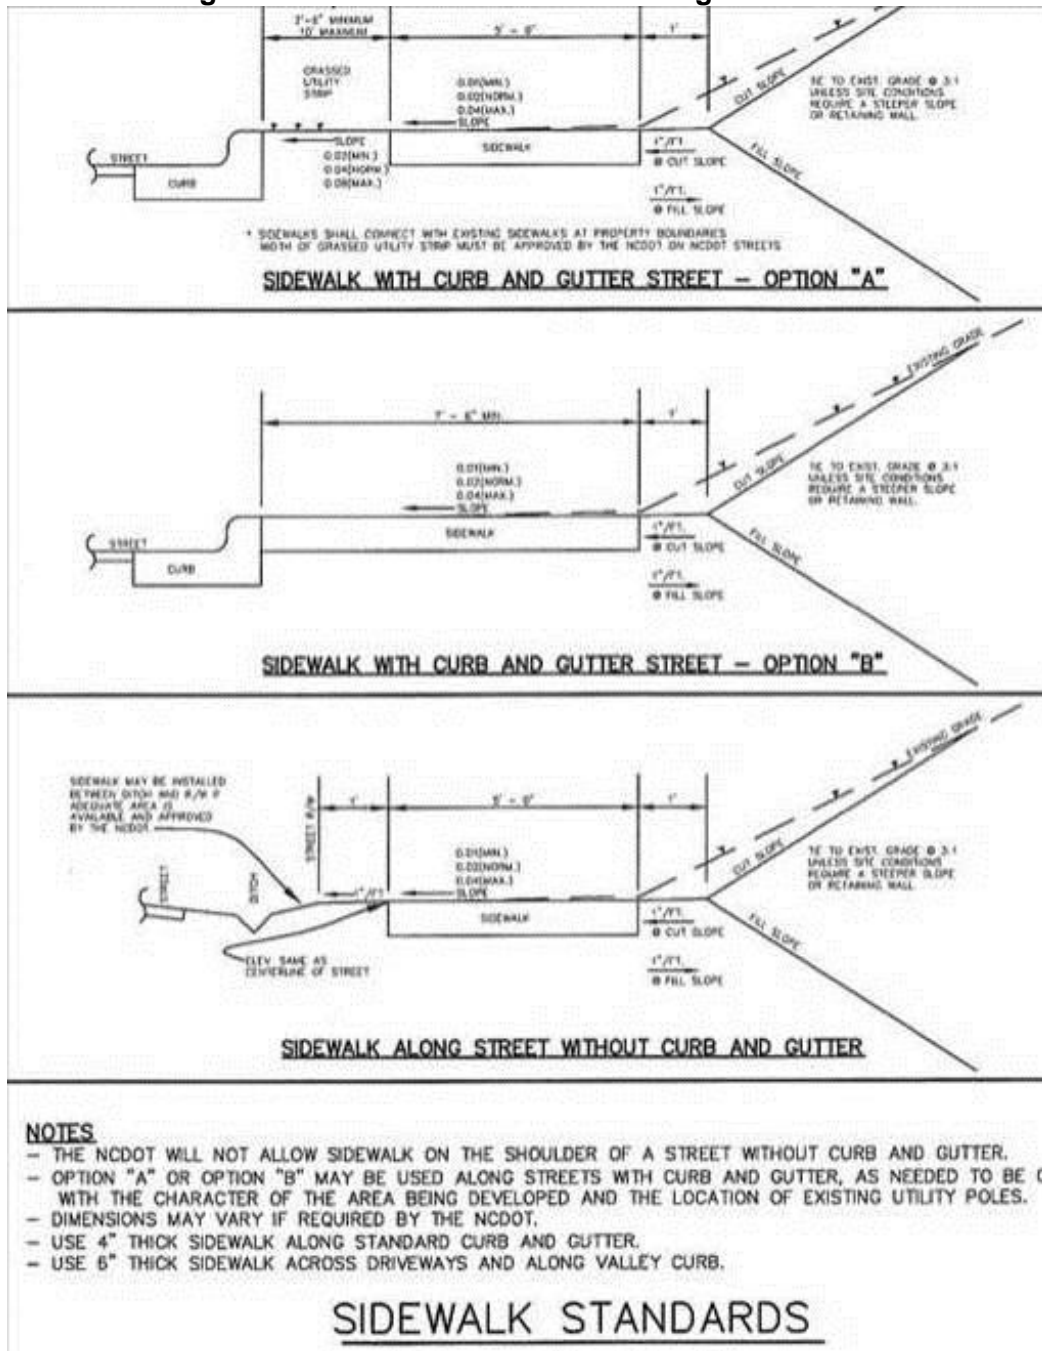 2'-6" MINIMUM
10' MAXIMUM
5' - 0"
1'
GRASSED
UTILITY
STRIP
0.01(MIN.)
0.02(NORM.)
0.04(MAX.)
SLOPE
CUT SLOPE
TIE TO EXIST. GRADE @ 3:1
UNLESS SITE CONDITIONS
REQUIRE A STEEPER SLOPE
OR RETAINING WALL.
STREET
CURB
SLOPE
0.02(MIN.)
0.04(NORM.)
0.08(MAX.)
SIDEWALK
1"/FT.
@ CUT SLOPE
1"/FT.
@ FILL SLOPE
FILL SLOPE
* SIDEWALKS SHALL CONNECT WITH EXISTING SIDEWALKS AT PROPERTY BOUNDARIES
WIDTH OF GRASSED UTILITY STRIP MUST BE APPROVED BY THE NCDOT ON NCDOT STREETS
SIDEWALK WITH CURB AND GUTTER STREET - OPTION "A"
EXISTING GRADE
7' - 6" MIN.
1'
0.01(MIN.)
0.02(NORM.)
0.04(MAX.)
SLOPE
CUT SLOPE
TIE TO EXIST. GRADE @ 3:1
UNLESS SITE CONDITIONS
REQUIRE A STEEPER SLOPE
OR RETAINING WALL.
STREET
CURB
SIDEWALK
1"/FT.
@ CUT SLOPE
1"/FT.
@ FILL SLOPE
FILL SLOPE
SIDEWALK WITH CURB AND GUTTER STREET - OPTION "B"
EXISTING GRADE
SIDEWALK MAY BE INSTALLED
BETWEEN DITCH AND R/W IF
ADEQUATE AREA IS
AVAILABLE AND APPROVED
BY THE NCDOT.
STREET R/W
1'
5' - 0"
1'
0.01(MIN.)
0.02(NORM.)
0.04(MAX.)
SLOPE
CUT SLOPE
TIE TO EXIST. GRADE @ 3:1
UNLESS SITE CONDITIONS
REQUIRE A STEEPER SLOPE
OR RETAINING WALL.
STREET
DITCH
1"/FT.
SIDEWALK
1"/FT.
@ CUT SLOPE
1"/FT.
@ FILL SLOPE
FILL SLOPE
ELEV. SAME AS
CENTERLINE OF STREET
SIDEWALK ALONG STREET WITHOUT CURB AND GUTTER
NOTES
- THE NCDOT WILL NOT ALLOW SIDEWALK ON THE SHOULDER OF A STREET WITHOUT CURB AND GUTTER.
- OPTION "A" OR OPTION "B" MAY BE USED ALONG STREETS WITH CURB AND GUTTER, AS NEEDED TO BE
WITH THE CHARACTER OF THE AREA BEING DEVELOPED AND THE LOCATION OF EXISTING UTILITY POLES.
- DIMENSIONS MAY VARY IF REQUIRED BY THE NCDOT.
- USE 4" THICK SIDEWALK ALONG STANDARD CURB AND GUTTER.
- USE 6" THICK SIDEWALK ACROSS DRIVEWAYS AND ALONG VALLEY CURB.
SIDEWALK STANDARDS